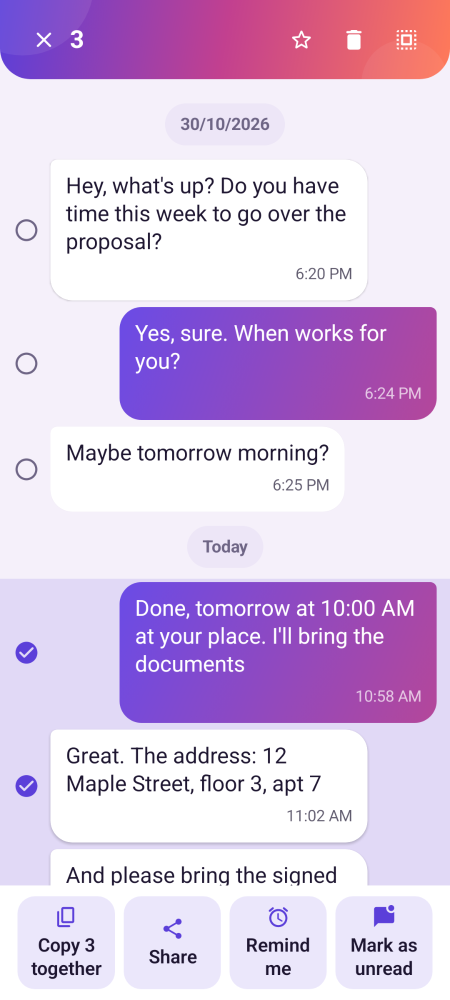 3
30/10/2026
Hey, what's up? Do you have
time this week to go over the
proposal?
6:20 PM
Yes, sure. When works for
you?
6:24 PM
Maybe tomorrow morning?
6:25 PM
Today
Done, tomorrow at 10:00 AM
at your place. I'll bring the
documents
10:58 AM
Great. The address: 12
Maple Street, floor 3, apt 7
11:02 AM
And please bring the signed
Copy 3
together
Share
Remind
me
Mark as
unread